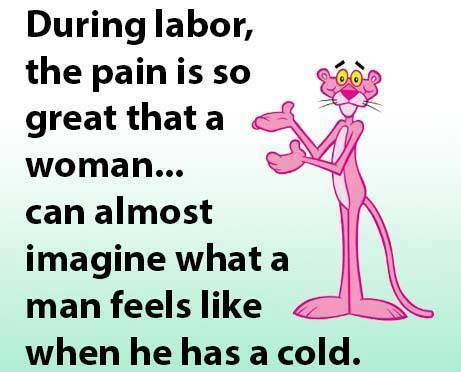 During labor,
the pain is so
great that a
woman...
can almost
imagine what a
man feels like
when he has a cold.